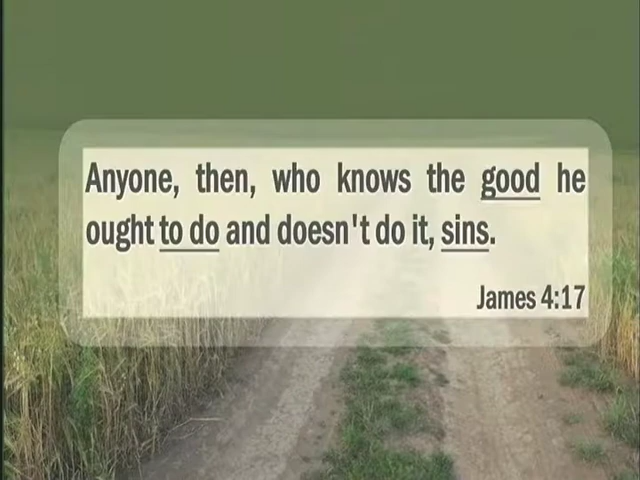 Anyone, then, who knows the good he
ought to do and doesn't do it, sins.
James 4:17